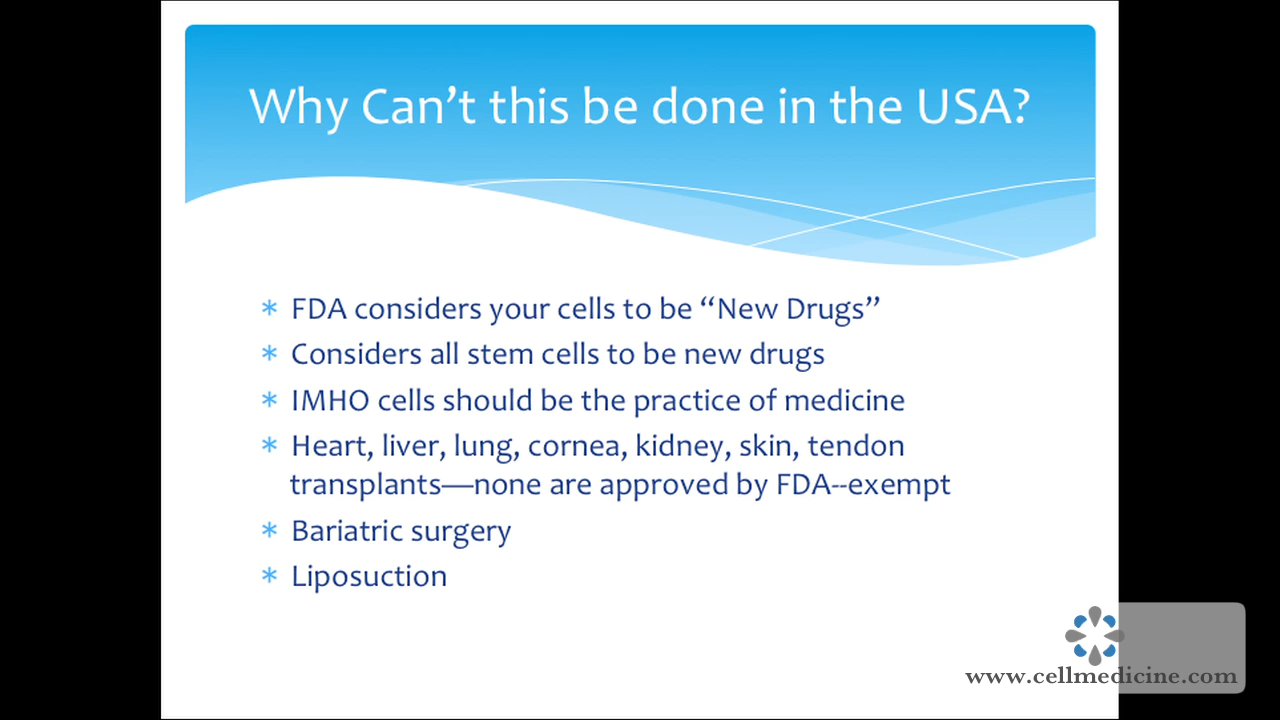 Why Can’t this be done in the USA?
FDA considers your cells to be “New Drugs”
Considers all stem cells to be new drugs
IMHO cells should be the practice of medicine
Heart, liver, lung, cornea, kidney, skin, tendon
transplants—none are approved by FDA--exempt
Bariatric surgery
Liposuction
www.cellmedicine.com